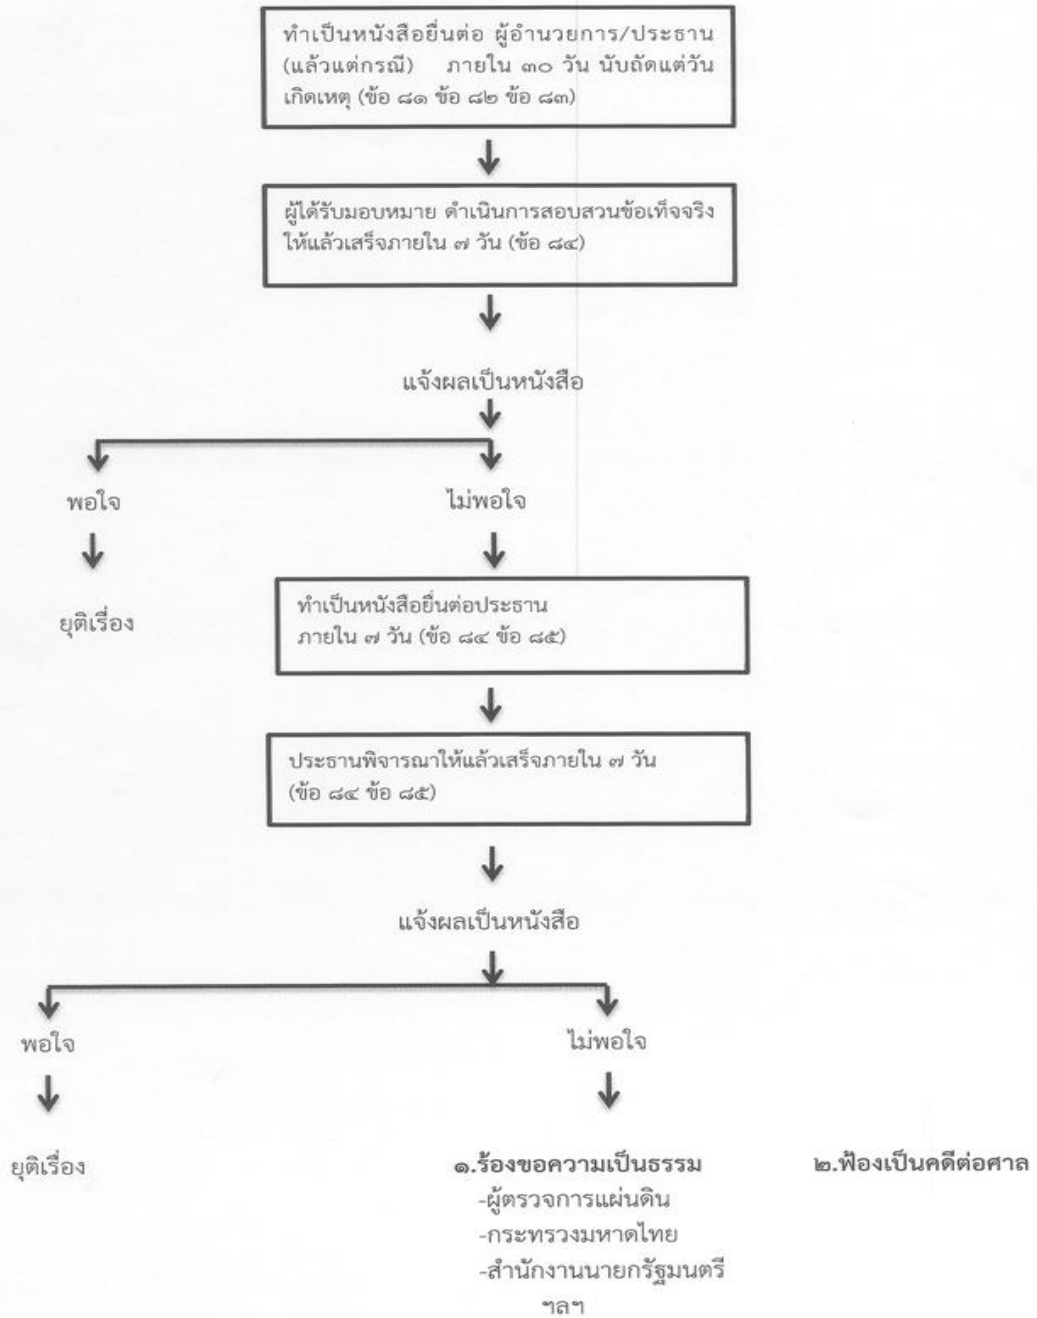 ทำเป็นหนังสือยื่นต่อ ผู้อำนวยการ/ประธาน
(แล้วแต่กรณี) ภายใน ๓๐ วัน นับถัดแต่วัน
เกิดเหตุ (ข้อ ๘๑ ข้อ ๘๒ ข้อ ๘๓)
ผู้ได้รับมอบหมาย ดำเนินการสอบสวนข้อเท็จจริง
ให้แล้วเสร็จภายใน ๗ วัน (ข้อ ๘๔)
แจ้งผลเป็นหนังสือ
พอใจ
ไม่พอใจ
ยุติเรื่อง
ทำเป็นหนังสือยื่นต่อประธาน
ภายใน ๗ วัน (ข้อ ๘๔ ข้อ ๘๕)
ประธานพิจารณาให้แล้วเสร็จภายใน ๗ วัน
(ข้อ ๘๔ ข้อ ๘๕)
แจ้งผลเป็นหนังสือ
พอใจ
ไม่พอใจ
ยุติเรื่อง
๑.ร้องขอความเป็นธรรม
-ผู้ตรวจการแผ่นดิน
-กระทรวงมหาดไทย
-สำนักงานนายกรัฐมนตรี
ฯลฯ
๒.ฟ้องเป็นคดีต่อศาล